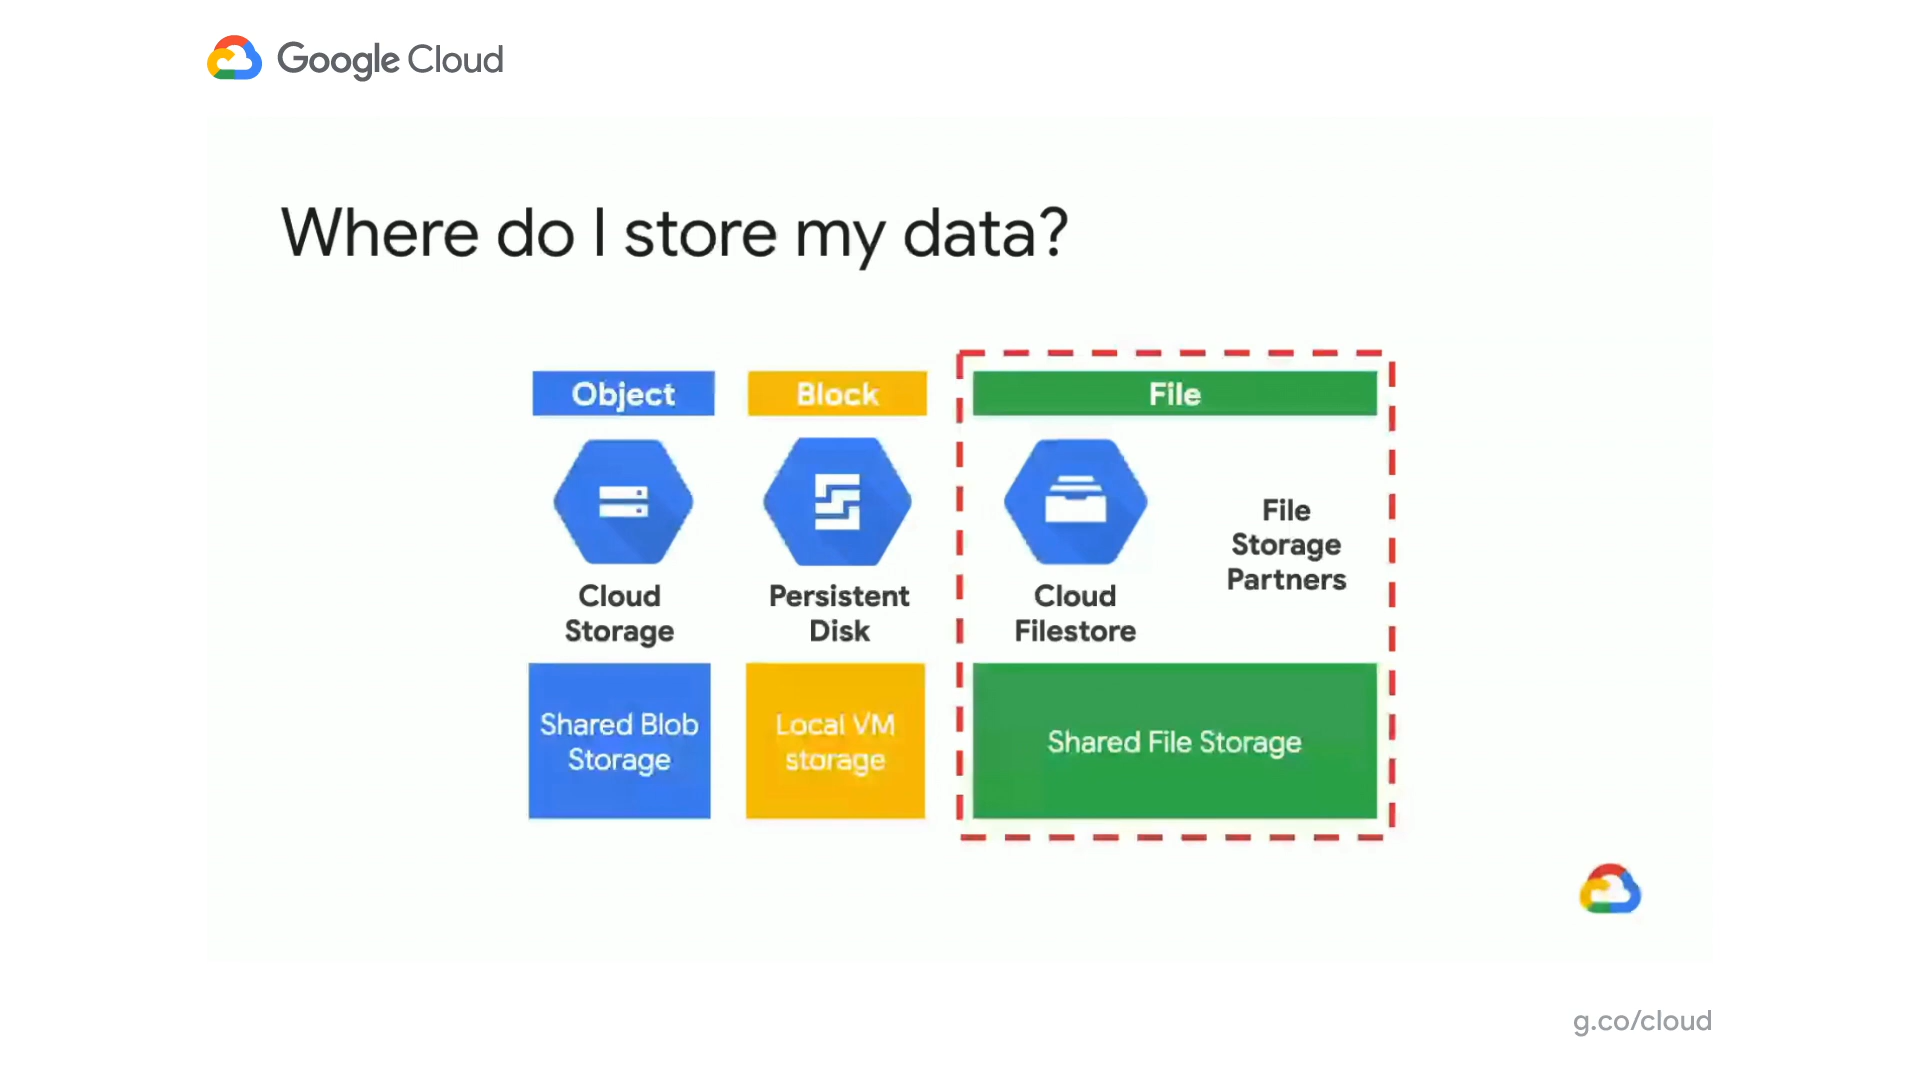 Google Cloud
Where do I store my data?
Object
Block
File
Cloud
Storage
Persistent
Disk
Cloud
Filestore
File
Storage
Partners
Shared Blob
Storage
Local VM
storage
Shared File Storage
g.co/cloud